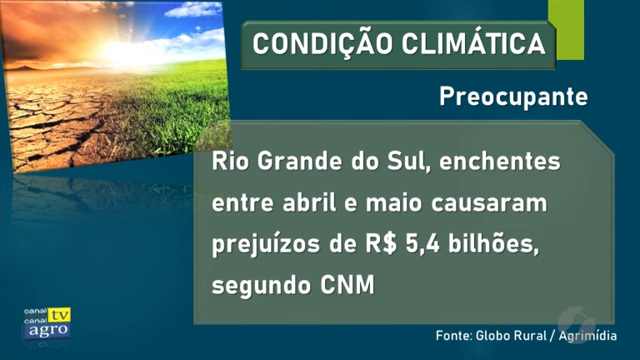 CONDIÇÃO CLIMÁTICA
Preocupante
Rio Grande do Sul, enchentes
entre abril e maio causaram
prejuízos de R$ 5,4 bilhões,
segundo CNM
canal
canal tv
agro
Fonte: Globo Rural / Agrimídia